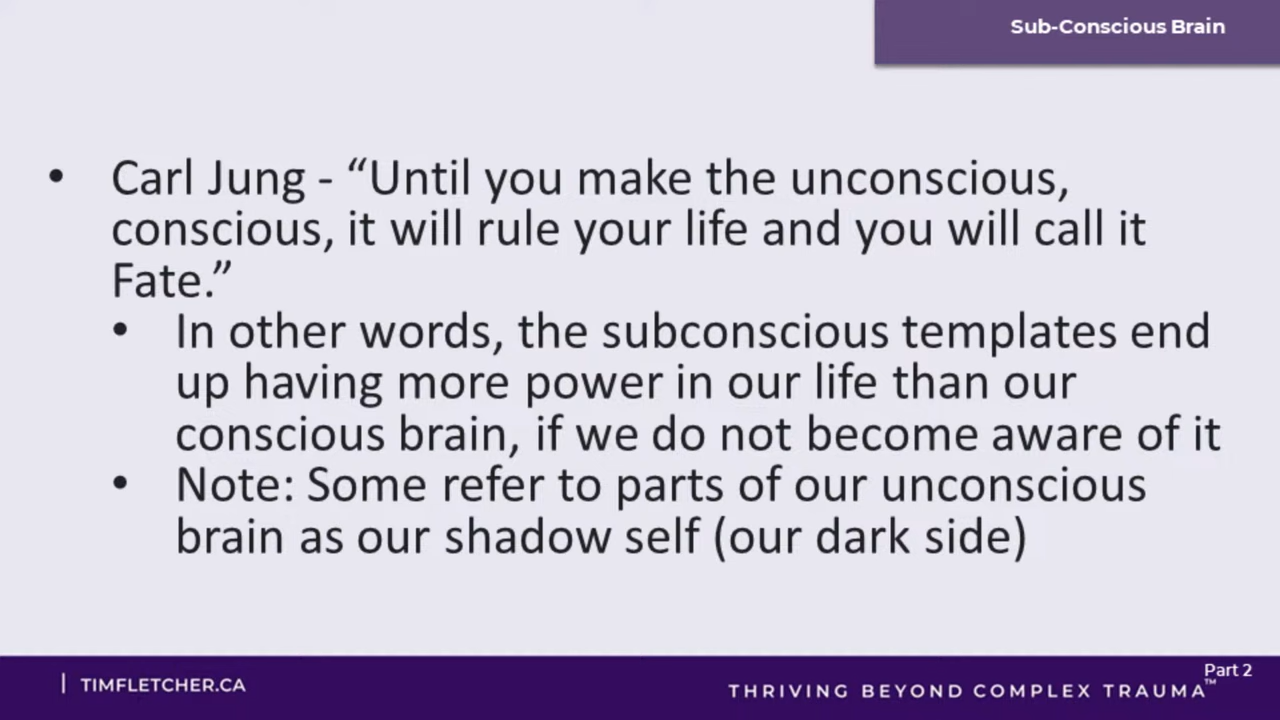 Sub-Conscious Brain
• Carl Jung - “Until you make the unconscious,
conscious, it will rule your life and you will call it
Fate.”
• In other words, the subconscious templates end
up having more power in our life than our
conscious brain, if we do not become aware of it
• Note: Some refer to parts of our unconscious
brain as our shadow self (our dark side)
| TIMFLETCHER.CA
Part 2
THRIVING BEYOND COMPLEX TRAUMA™